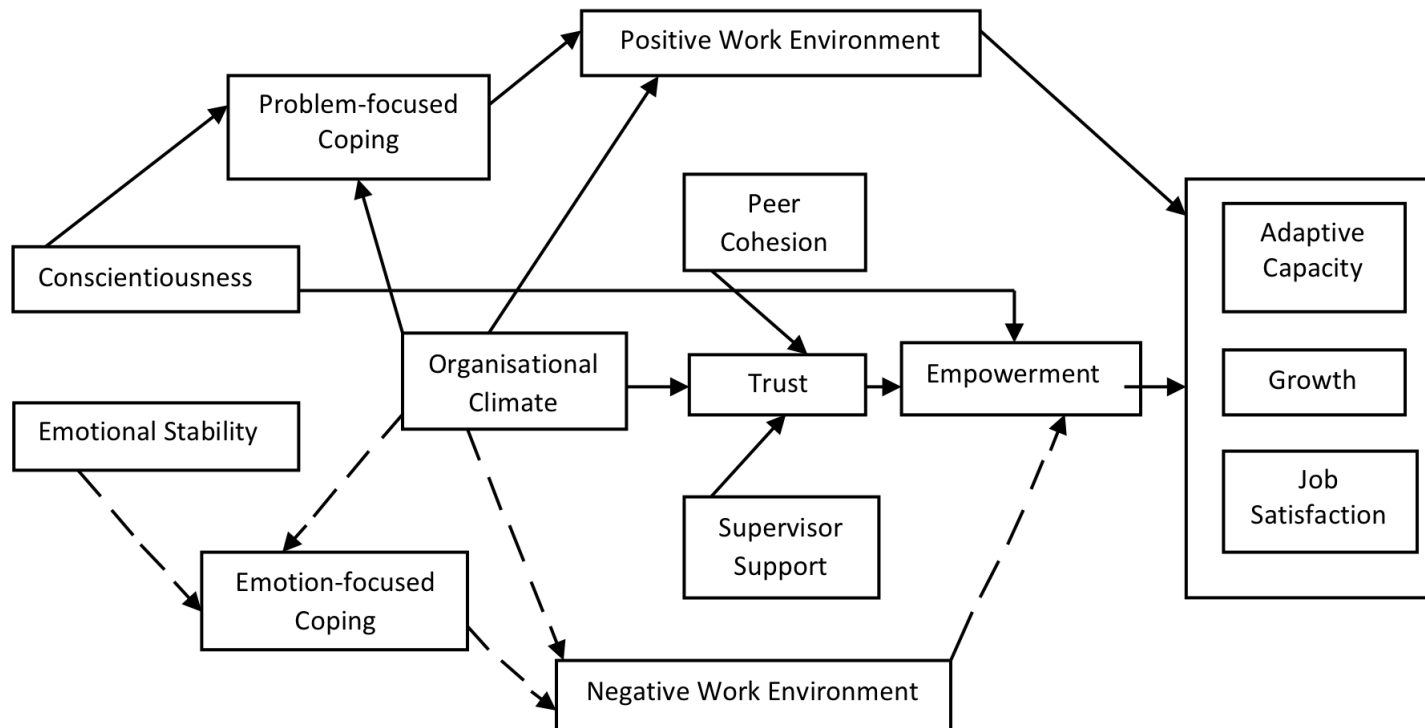 Positive Work Environment
Problem-focused
Coping
Peer
Cohesion
Adaptive
Capacity
Conscientiousness
Organisational
Climate
Trust
Empowerment
Growth
Emotional Stability
Job
Satisfaction
Supervisor
Support
Emotion-focused
Coping
Negative Work Environment